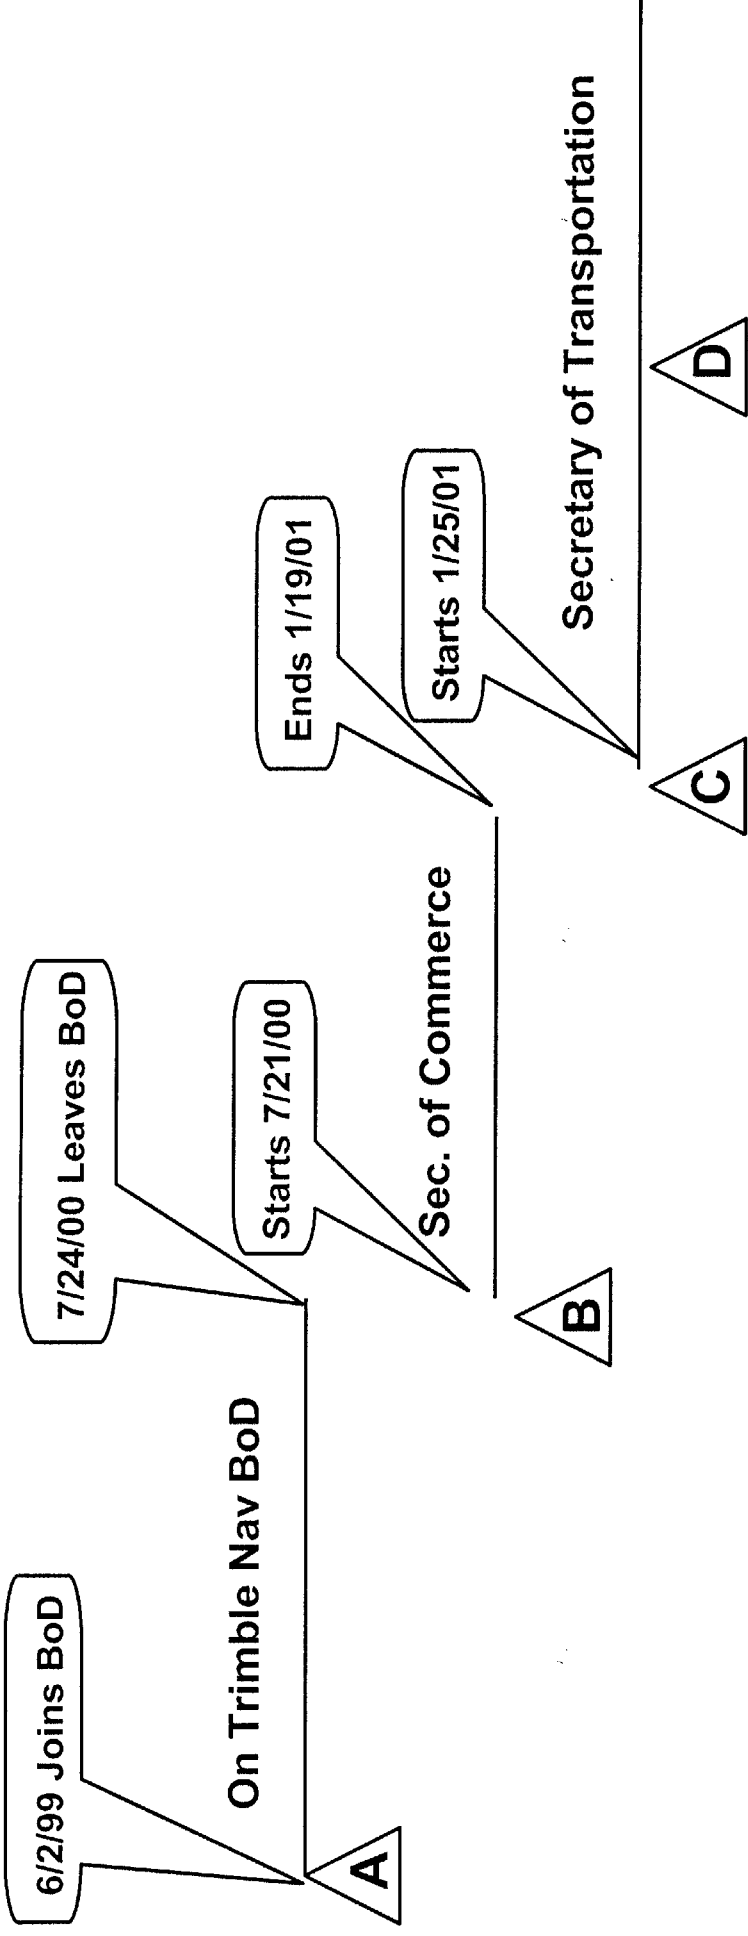 6/2/99 Joins BoD
7/24/00 Leaves BoD
On Trimble Nav BoD
A
Starts 7/21/00
Ends 1/19/01
Sec. of Commerce
B
Starts 1/25/01
Secretary of Transportation
C
D